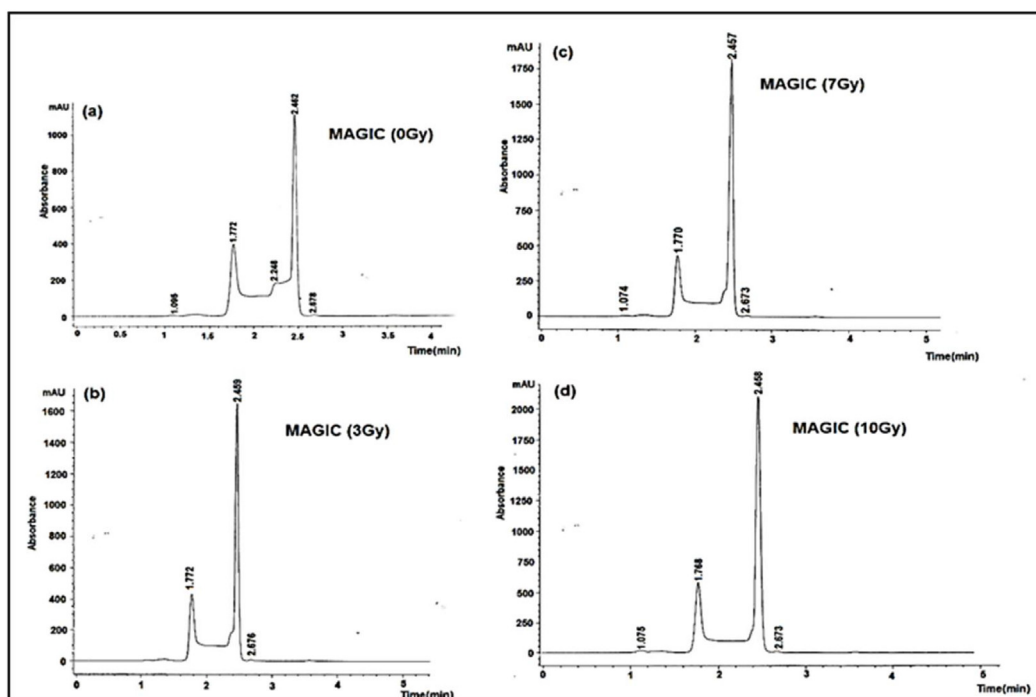 (a)
mAU
MAGIC (0Gy)
Absorbance
1000
800
600
400
200
0
1.095
1.772
2.248
2.462
2.678
0 0.5 1 1.5 2 2.5 3 3.5 4
Time(min)
(b)
mAU
MAGIC (3Gy)
Absorbance
1600
1400
1200
1000
800
600
400
200
0
1.772
2.459
2.676
0 1 2 3 4 5
Time(min)
(c)
mAU
MAGIC (7Gy)
Absorbance
1750
1500
1250
1000
750
500
250
0
1.074
1.770
2.457
2.673
0 1 2 3 4 5
Time(min)
(d)
mAU
MAGIC (10Gy)
Absorbance
2000
1750
1500
1250
1000
750
500
250
0
1.075
1.768
2.458
2.673
0 1 2 3 4 5
Time(min)